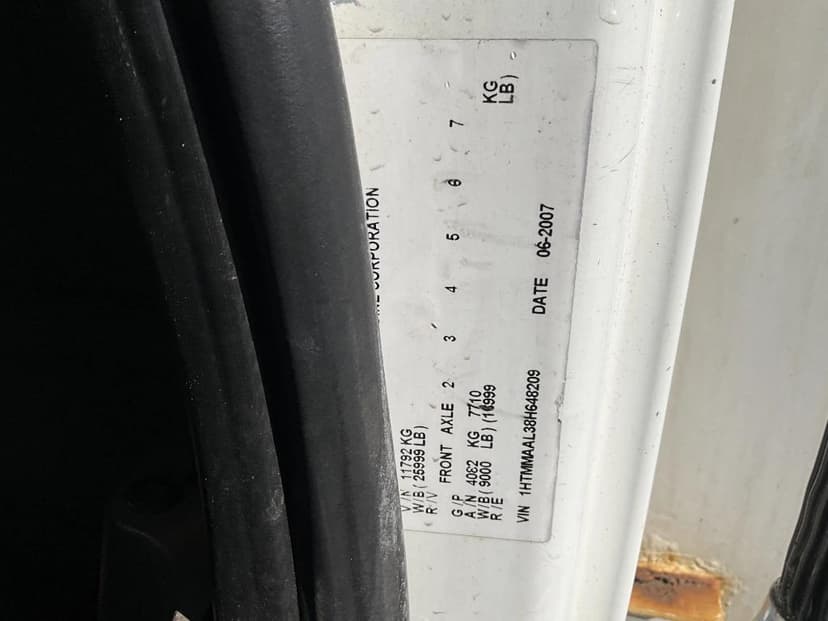 CORPORATION
V/N 11792 KG
W/B( 25999 LB)
R/V
FRONT AXLE 2 3 4 5 6 7
G/P
A/N 4082 KG 7710 KG
W/B( 9000 LB)(16999 LB)
R/E
VIN 1HTMMAAL38H648209 DATE 06-2007